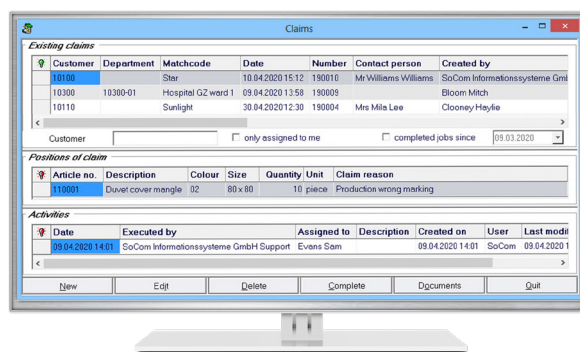 Claims
Existing claims
Customer Department Matchcode Date Number Contact person Created by
10100 Star 10.04.2020 15:12 190010 Mr Williams Williams SoCom Informationssysteme Gml
10300 10300-01 Hospital GZ ward 1 09.04.2020 13:58 190009 Bloom Mitch
10110 Sunlight 30.04.2020 12:30 190004 Mrs Mila Lee Clooney Haylie
Customer only assigned to me completed jobs since 09.03.2020
Positions of claim
Article no. Description Colour Size Quantity Unit Claim reason
110001 Duvet cover mangle 02 80 x 80 10 piece Production wrong marking
Activities
Date Executed by Assigned to Description Created on User Last modif
09.04.2020 14:01 SoCom Informationssysteme GmbH Support Evans Sam 09.04.2020 14:01 SoCom 09.04.2020 1
New Edit Delete Complete Documents Quit